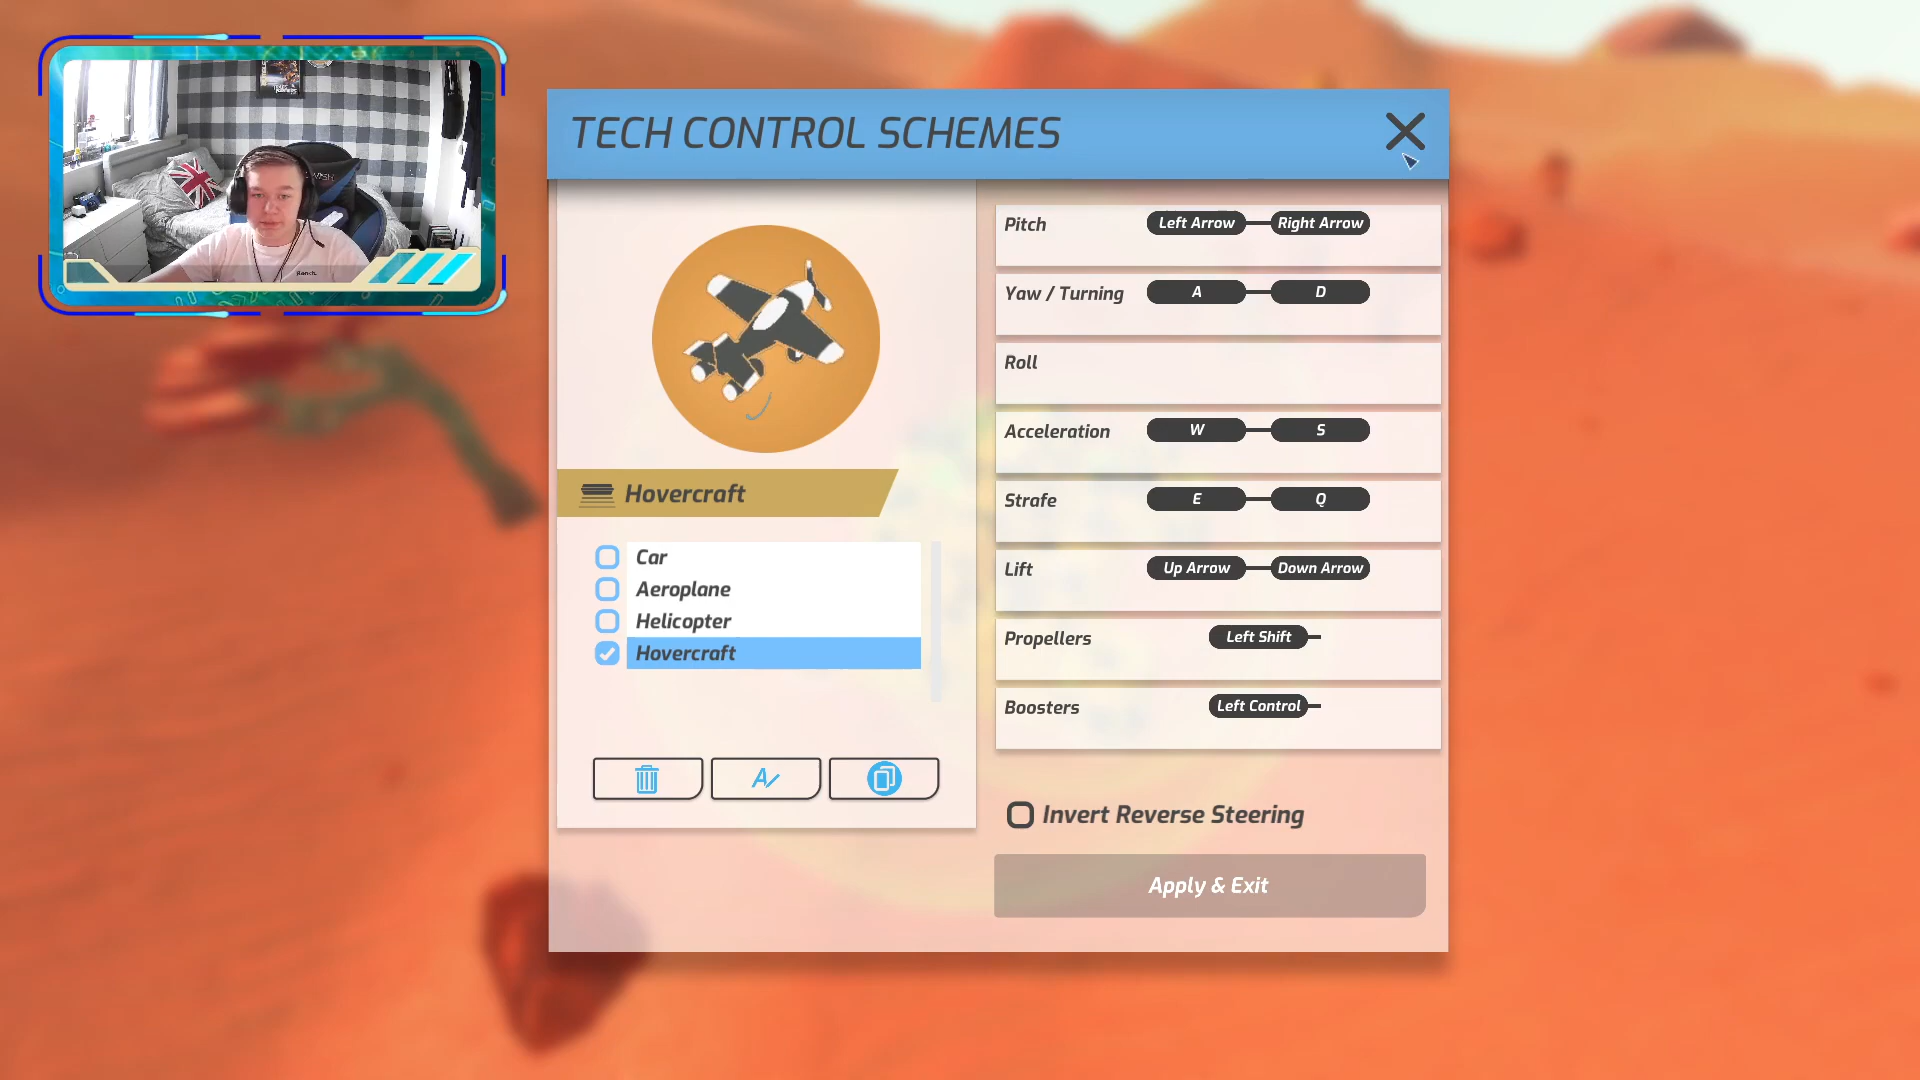 TECH CONTROL SCHEMES
Hovercraft
Car
Aeroplane
Helicopter
Hovercraft
Pitch Left Arrow Right Arrow
Yaw / Turning A D
Roll
Acceleration W S
Strafe E Q
Lift Up Arrow Down Arrow
Propellers Left Shift
Boosters Left Control
Invert Reverse Steering
Apply & Exit